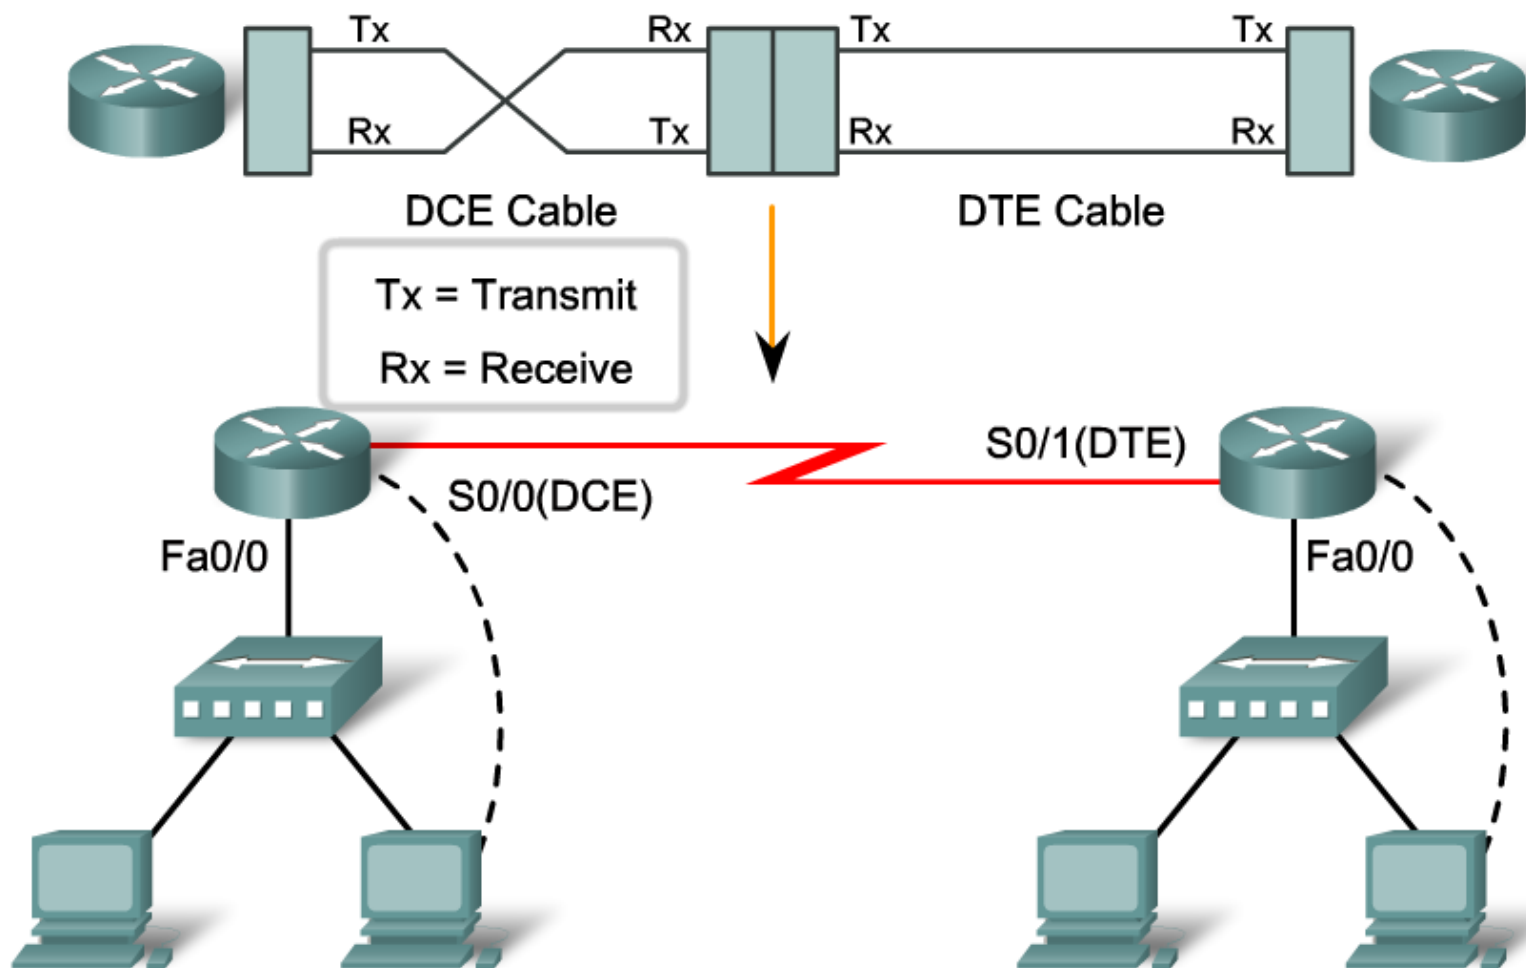 Tx
Rx
Tx
Tx
Rx
Tx
Rx
Rx
DCE Cable
DTE Cable
Tx = Transmit
Rx = Receive
S0/0(DCE)
S0/1(DTE)
Fa0/0
Fa0/0